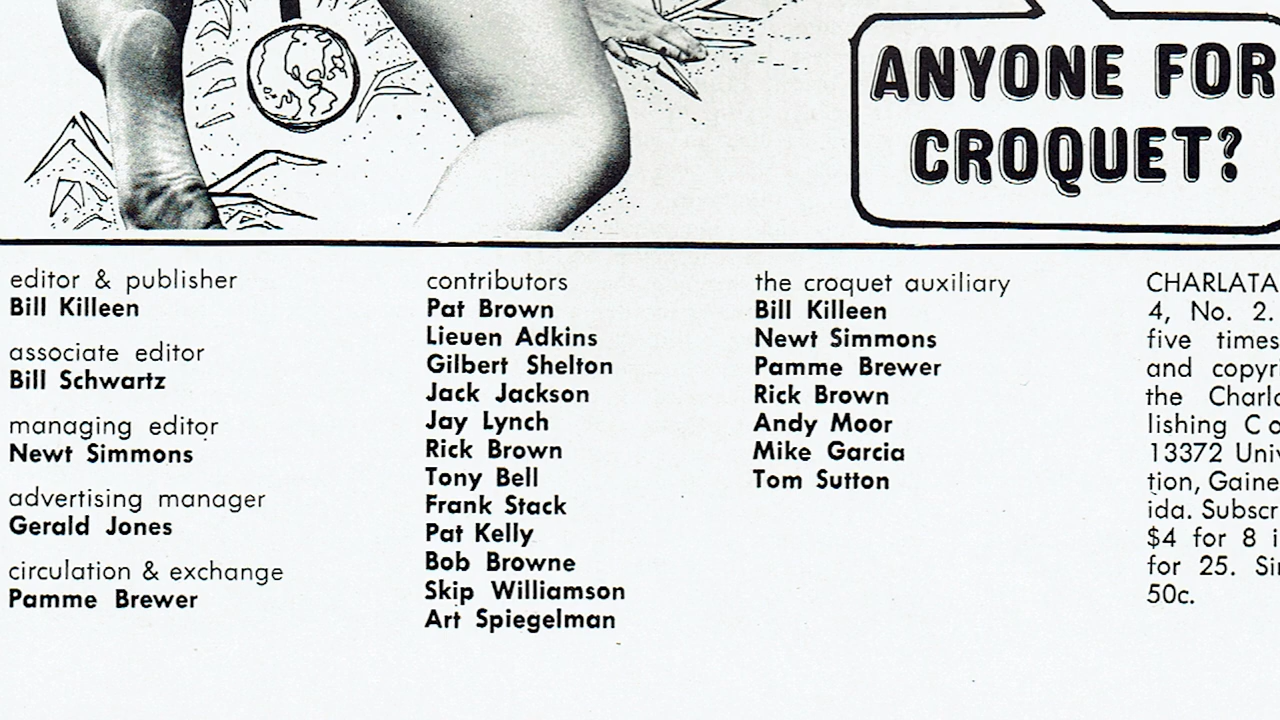 ANYONE FOR
CROQUET?
editor & publisher
Bill Killeen
associate editor
Bill Schwartz
managing editor
Newt Simmons
advertising manager
Gerald Jones
circulation & exchange
Pamme Brewer
contributors
Pat Brown
Lieuen Adkins
Gilbert Shelton
Jack Jackson
Jay Lynch
Rick Brown
Tony Bell
Frank Stack
Pat Kelly
Bob Browne
Skip Williamson
Art Spiegelman
the croquet auxiliary
Bill Killeen
Newt Simmons
Pamme Brewer
Rick Brown
Andy Moor
Mike Garcia
Tom Sutton
CHARLATA
4, No. 2.
five times
and copyri
the Charla
lishing Co
13372 Univ
tion, Gaine
ida. Subscr
$4 for 8 i
for 25. Sin
50c.